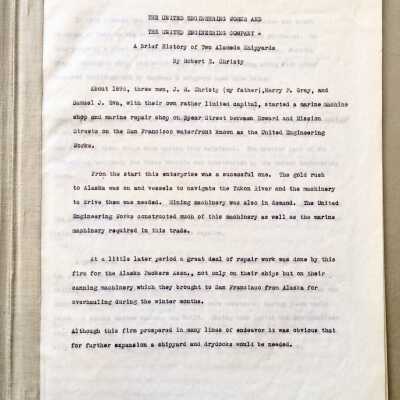 THE UNITED ENGINEERING WORKS AND
THE UNITED ENGINEERING COMPANY -
A Brief History of Two Alameda Shipyards
By Robert E. Christy
About 1896, three men, J. H. Christy (my father),Harry P. Gray, and
Samuel J. Eva, with their own rather limited capital, started a marine machine
shop and marine repair shop on Spear Street between Howard and Mission
Streets on the San Francisco waterfront known as the United Engineering
Works.
From the start this enterprise was a sucessful one. The gold rush
to Alaska was on and vessels to navigate the Yukon River and the machinery
to drive them was needed. Mining machinery was also in demand. The United
Engineering Works constructed much of this machinery as well as the marine
machinery required in this trade.
At a little later period a great deal of repair work was done by this
firm for the Alaska Packers Assn., not only on their ships but on their
canning machinery which they brought to San Francisco from Alaska for
overhauling during the winter months.
Although this firm prospered in many lines of endeavor it was obvious that
for further expansion a shipyard and drydocks would be needed.